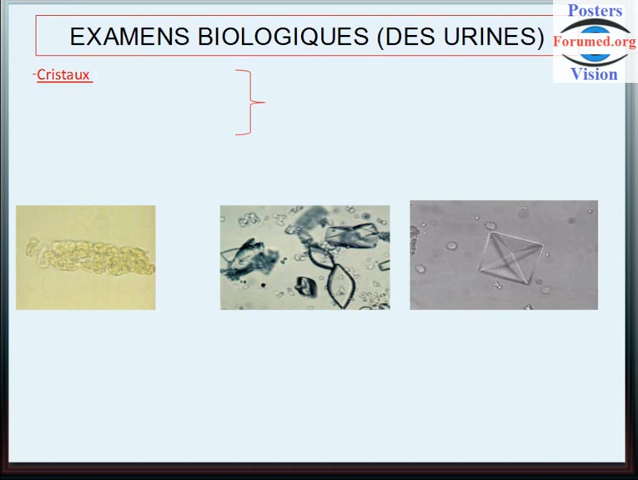 EXAMENS BIOLOGIQUES (DES URINES)
Posters
Forumed.org
Vision
-Cristaux